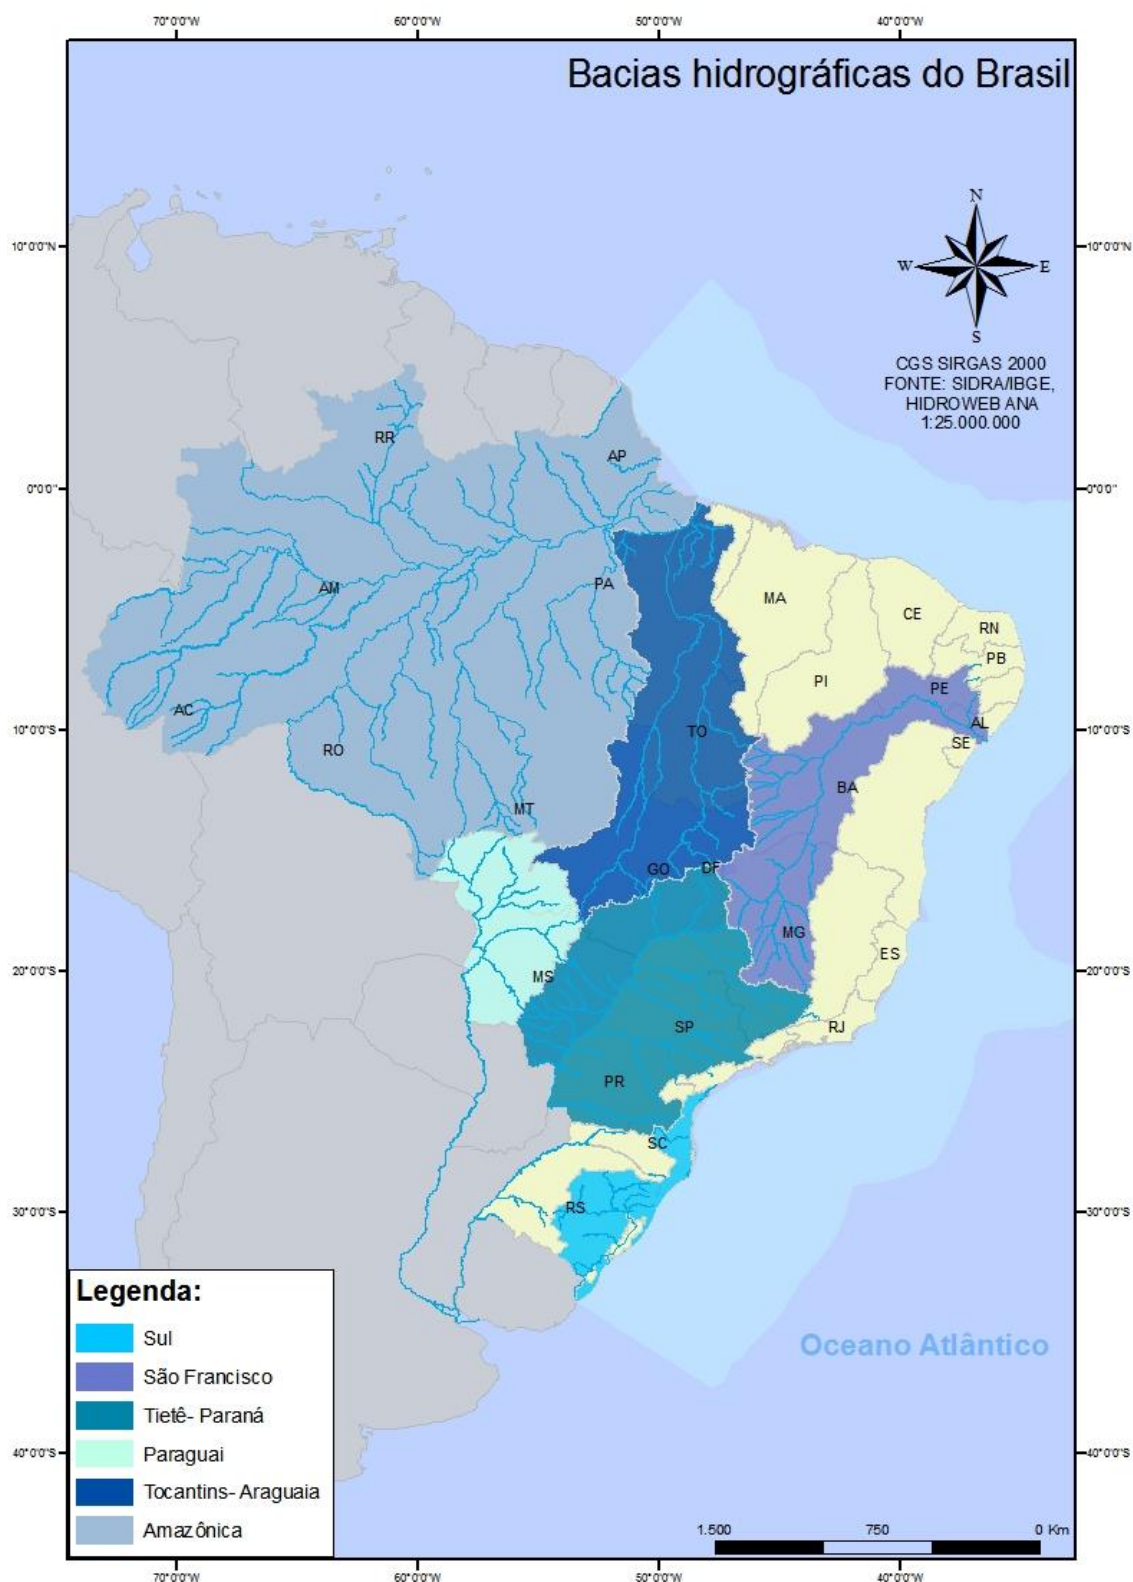 70°0'0"W 60°0'0"W 50°0'0"W 40°0'0"W
Bacias hidrográficas do Brasil
N
W E
S
10°0'0"N 10°0'0"N
CGS SIRGAS 2000
FONTE: SIDRA/IBGE,
HIDROWEB ANA
1:25.000.000
RR
AP
0°0'0" 0°0'0"
AM
PA
MA
CE
RN
PB
PI
PE
AC
AL
TO
10°0'0"S 10°0'0"S
RO
SE
BA
MT
GO
DF
MG
ES
20°0'0"S 20°0'0"S
MS
SP
RJ
PR
SC
RS
30°0'0"S 30°0'0"S
Legenda:
Sul
São Francisco
Tietê- Paraná
Paraguai
Tocantins- Araguaia
Amazônica
Oceano Atlântico
40°0'0"S 40°0'0"S
1.500 750 0 Km
70°0'0"W 60°0'0"W 50°0'0"W 40°0'0"W